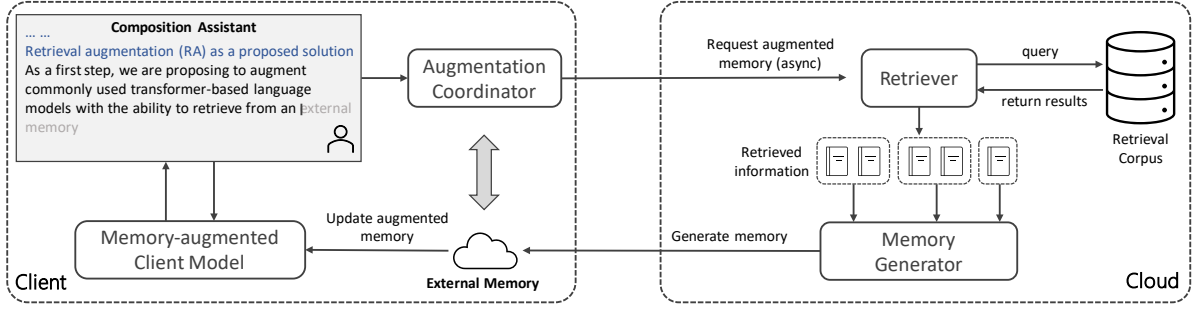 Composition Assistant
... ...
Retrieval augmentation (RA) as a proposed solution
As a first step, we are proposing to augment
commonly used transformer-based language
models with the ability to retrieve from an external
memory
Augmentation
Coordinator
Memory-augmented
Client Model
Update augmented
memory
External Memory
Client
Request augmented
memory (async)
Retriever
query
return results
Retrieval
Corpus
Retrieved
information
Generate memory
Memory
Generator
Cloud